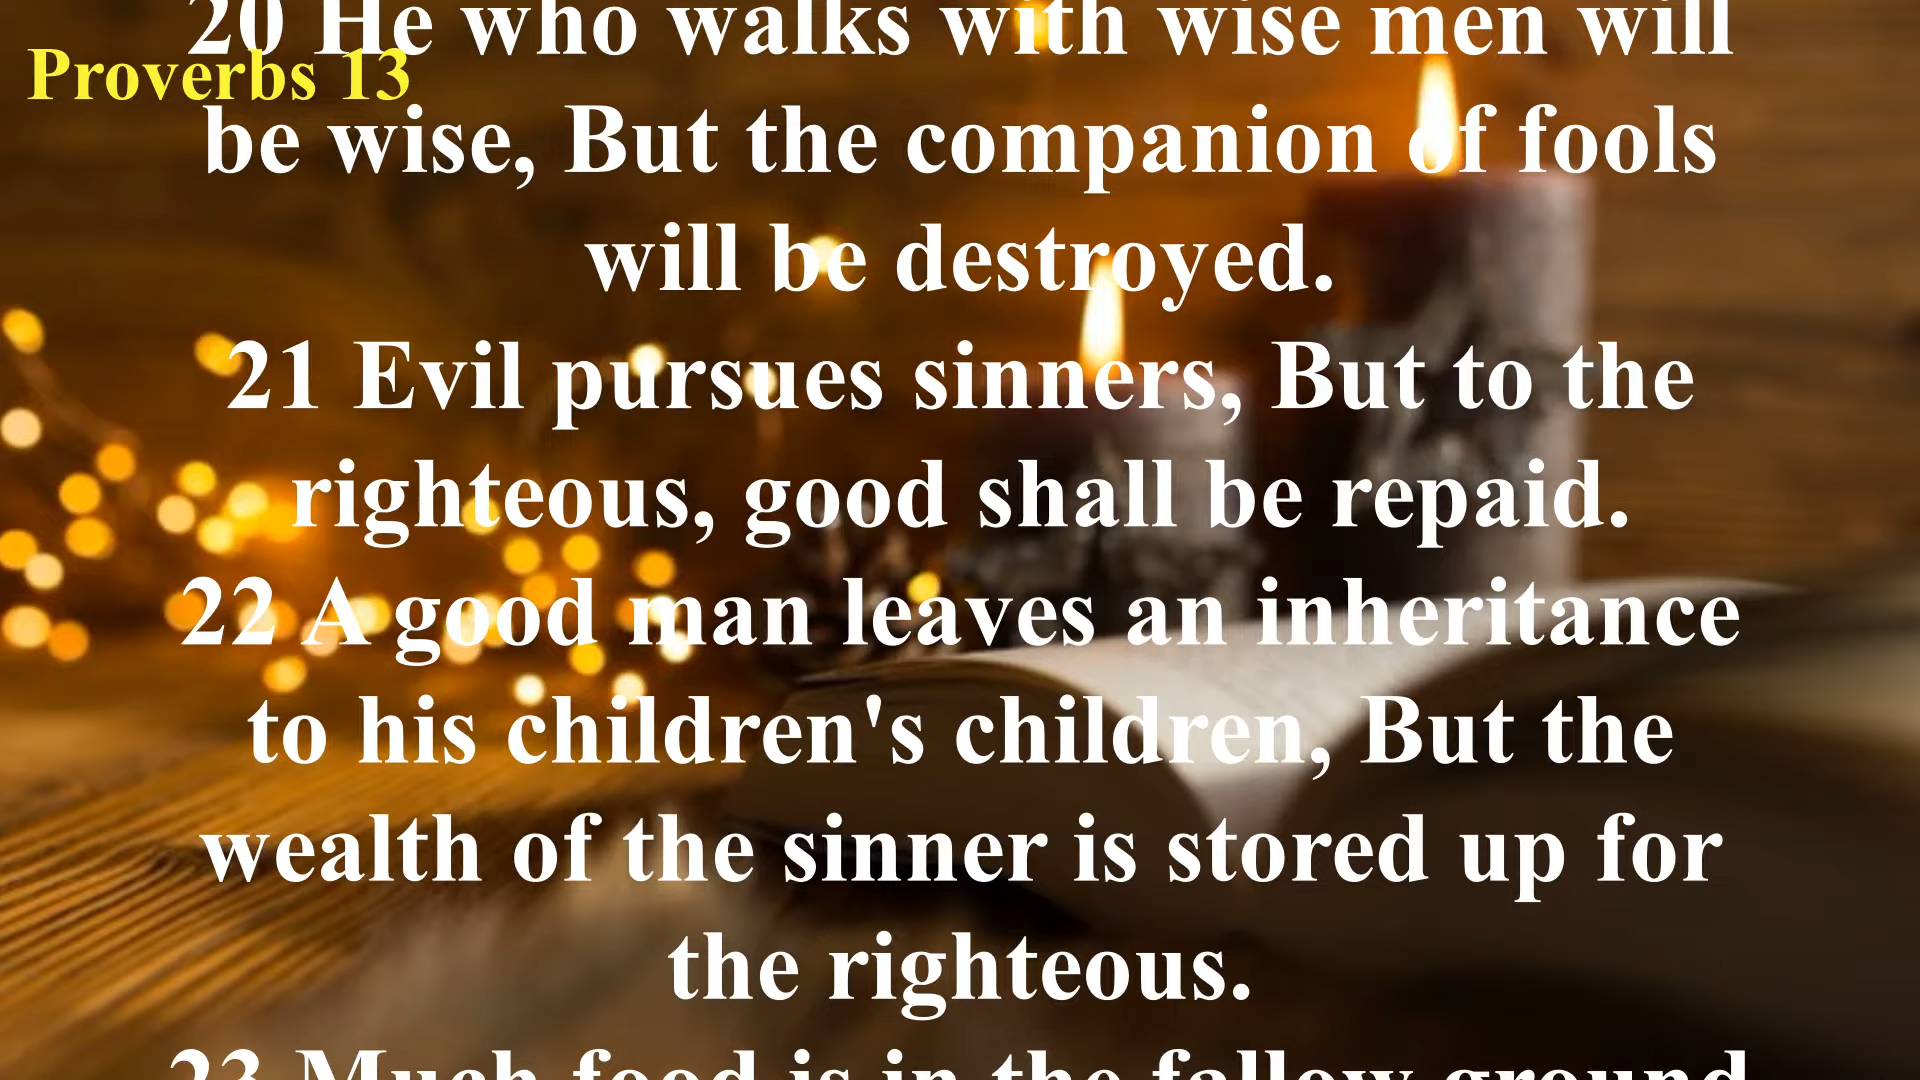 20 He who walks with wise men will
Proverbs 13
be wise, But the companion of fools
will be destroyed.
21 Evil pursues sinners, But to the
righteous, good shall be repaid.
22 A good man leaves an inheritance
to his children's children, But the
wealth of the sinner is stored up for
the righteous.
23 Much food is in the fallow ground